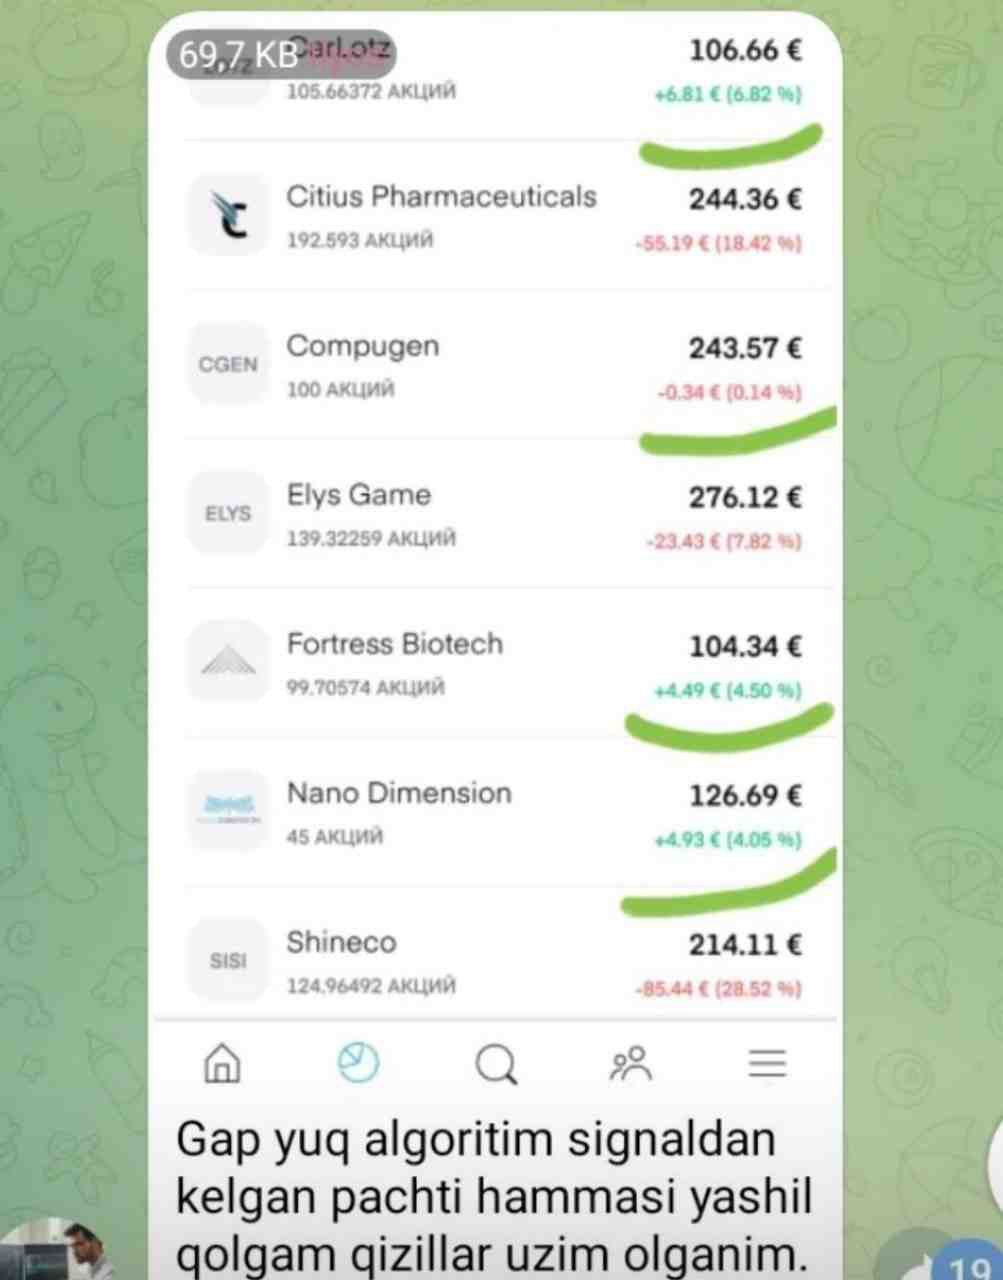 69,7 KB
CarLotz
106.66 €
105.66372 АКЦИЙ
+6.81 € (6.82 %)
Citius Pharmaceuticals
244.36 €
192.593 АКЦИЙ
-55.19 € (18.42 %)
CGEN
Compugen
243.57 €
100 АКЦИЙ
-0.34 € (0.14 %)
ELYS
Elys Game
276.12 €
139.32259 АКЦИЙ
-23.43 € (7.82 %)
Fortress Biotech
104.34 €
99.70574 АКЦИЙ
+4.49 € (4.50 %)
Nano Dimension
126.69 €
45 АКЦИЙ
+4.93 € (4.05 %)
SISI
Shineco
214.11 €
124.96492 АКЦИЙ
-85.44 € (28.52 %)
Gap yuq algoritim signaldan
kelgan pachti hammasi yashil
qolgam qizillar uzim olganim.
19